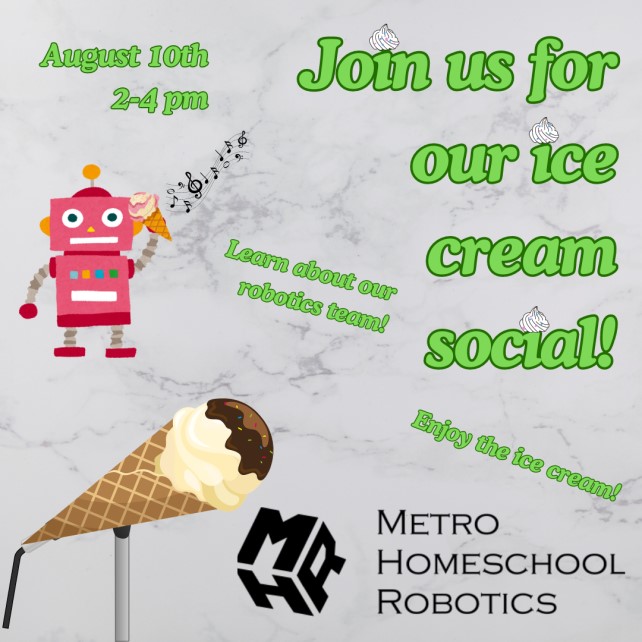 August 10th
2-4 pm
Join us for
our ice
cream
social!
Learn about our
robotics team!
Enjoy the ice cream!
MHR
METRO
HOMESCHOOL
ROBOTICS